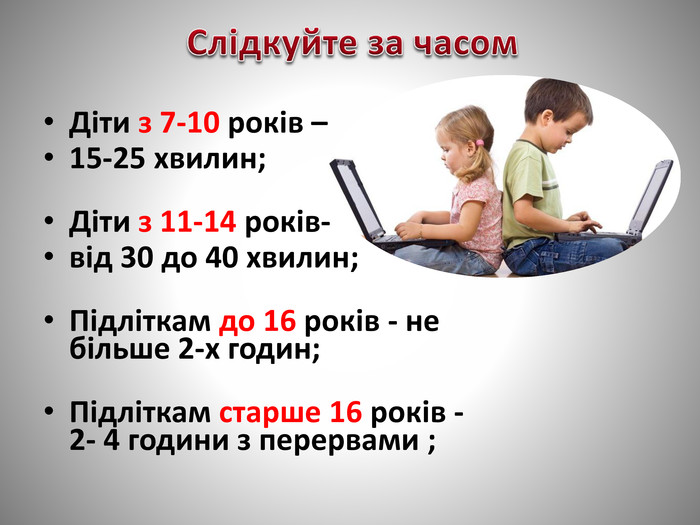 Слідкуйте за часом
• Діти з 7-10 років –
• 15-25 хвилин;
• Діти з 11-14 років-
• від 30 до 40 хвилин;
• Підліткам до 16 років - не
більше 2-х годин;
• Підліткам старше 16 років -
2- 4 години з перервами ;